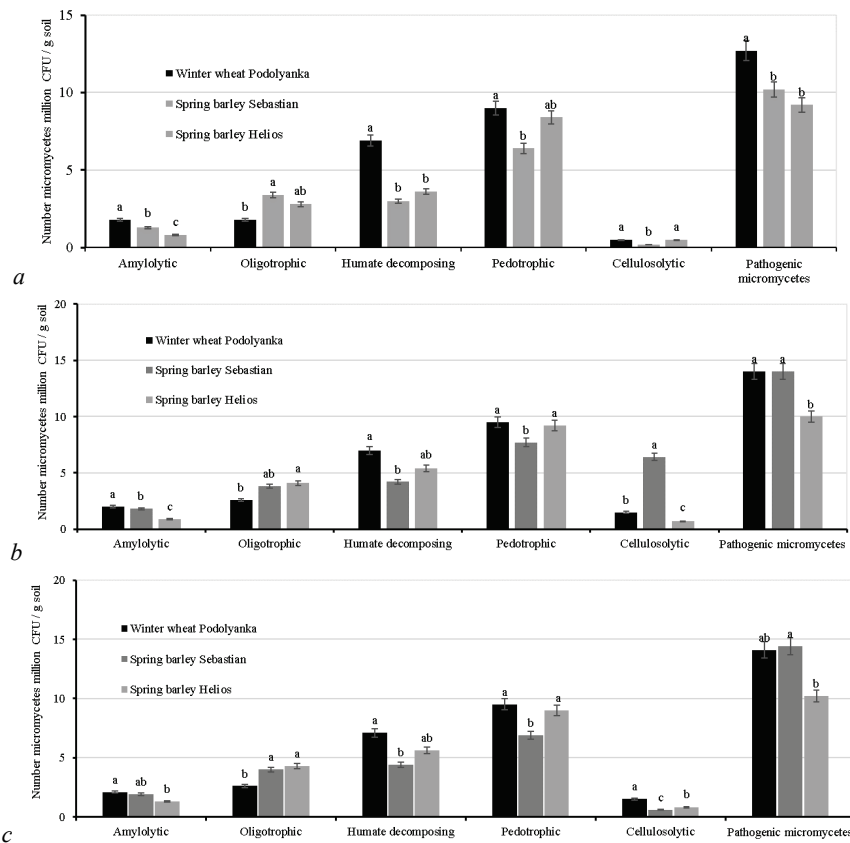 Number micromycetes million CFU / g soil
15
10
5
0
Winter wheat Podolyanka
Spring barley Sebastian
Spring barley Helios
a b c
b a ab
a b b
a b ab
a b a
a b b
Amylolytic Oligotrophic Humate decomposing Pedotrophic Cellulosolytic Pathogenic
micromycetes
a
Number micromycetes million CFU / g soil
20
15
10
5
0
Winter wheat Podolyanka
Spring barley Sebastian
Spring barley Helios
a b c
b ab a
a b ab
a b a
b a c
a a b
Amylolytic Oligotrophic Humate decomposing Pedotrophic Cellulosolytic Pathogenic micromycetes
b
Number micromycetes million CFU / g soil
20
15
10
5
0
Winter wheat Podolyanka
Spring barley Sebastian
Spring barley Helios
a ab b
b a a
a b ab
a b a
a c b
ab a b
Amylolytic Oligotrophic Humate decomposing Pedotrophic Cellulosolytic Pathogenic micromycetes
c